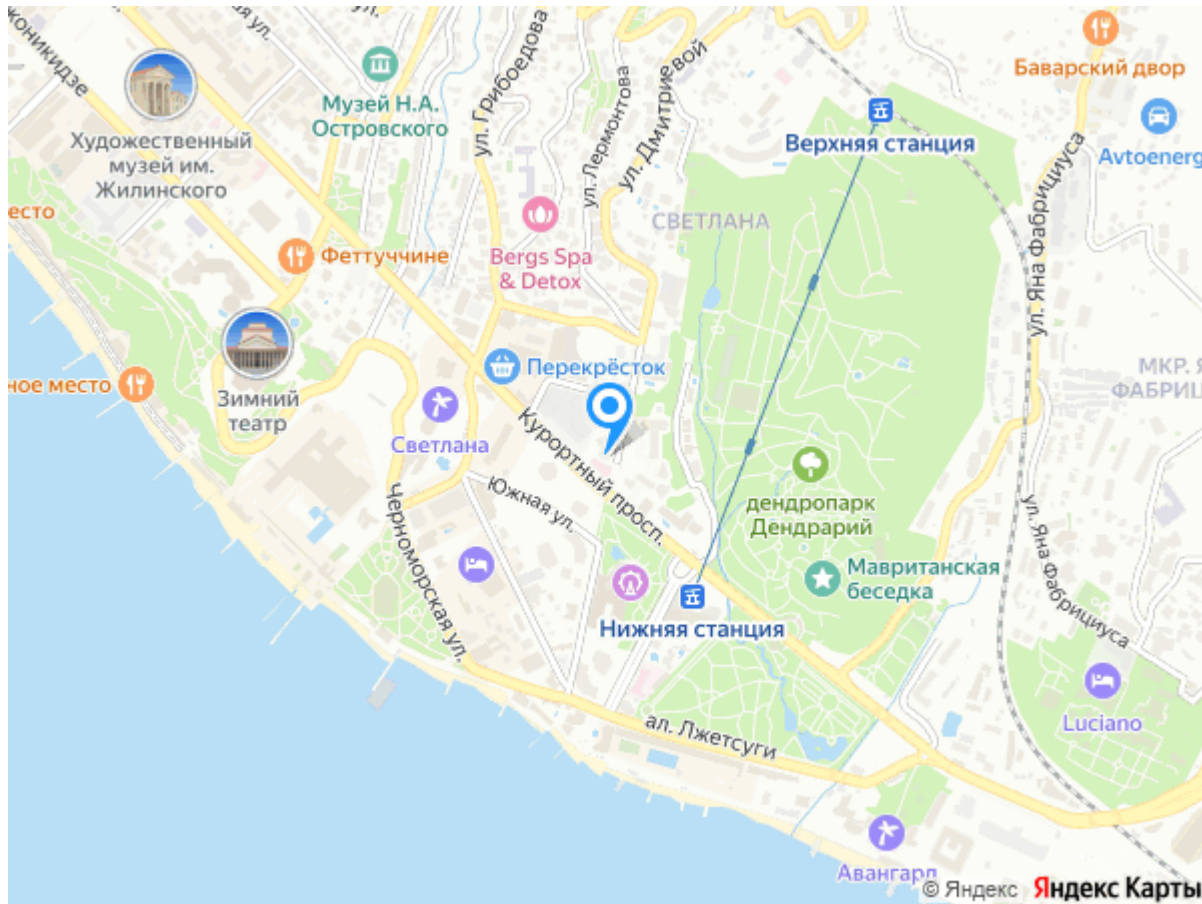 жоникидзе
Художественный
музей им.
Жилинского
Музей Н.А.
Островского
ул. Грибоедова
ул. Лермонтова
ул. Дмитриевой
Верхняя станция
Баварский двор
Avtoenerg
ул. Яна Фабрициуса
СВЕТЛАНА
есто
Феттуччине
Bergs Spa
& Detox
Зимний
театр
ное место
Перекрёсток
Светлана
МКР. Я
ФАБРИЦ
Курортный просп.
Южная ул.
Черноморская ул.
дендропарк
Дендрарий
Мавританская
беседка
ул. Яна Фабрициуса
Нижняя станция
Luciano
ал. Лжетсуги
Авангард
© Яндекс Яндекс Карты